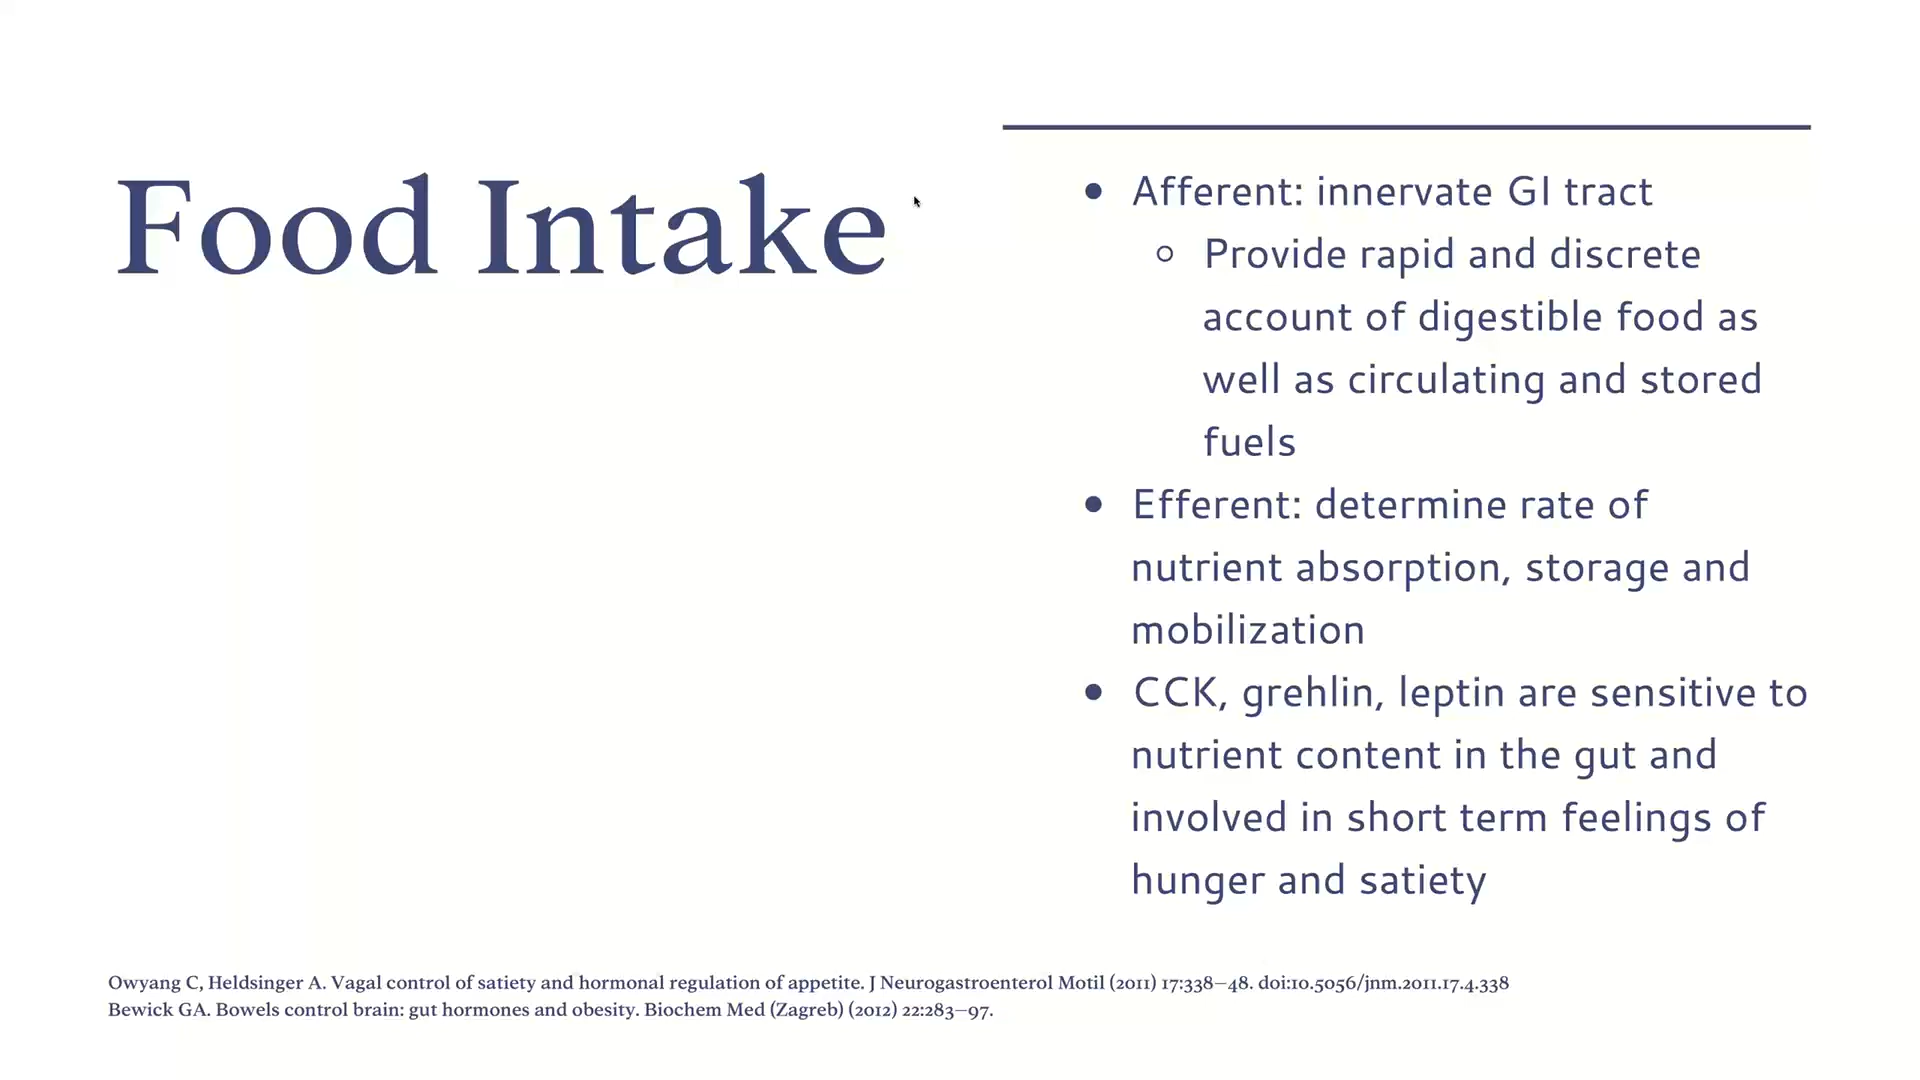 Food Intake
• Afferent: innervate GI tract
○ Provide rapid and discrete
account of digestible food as
well as circulating and stored
fuels
• Efferent: determine rate of
nutrient absorption, storage and
mobilization
• CCK, grehlin, leptin are sensitive to
nutrient content in the gut and
involved in short term feelings of
hunger and satiety
Owyang C, Heldsinger A. Vagal control of satiety and hormonal regulation of appetite. J Neurogastroenterol Motil (2011) 17:338–48. doi:10.5056/jnm.2011.17.4.338
Bewick GA. Bowels control brain: gut hormones and obesity. Biochem Med (Zagreb) (2012) 22:283–97.